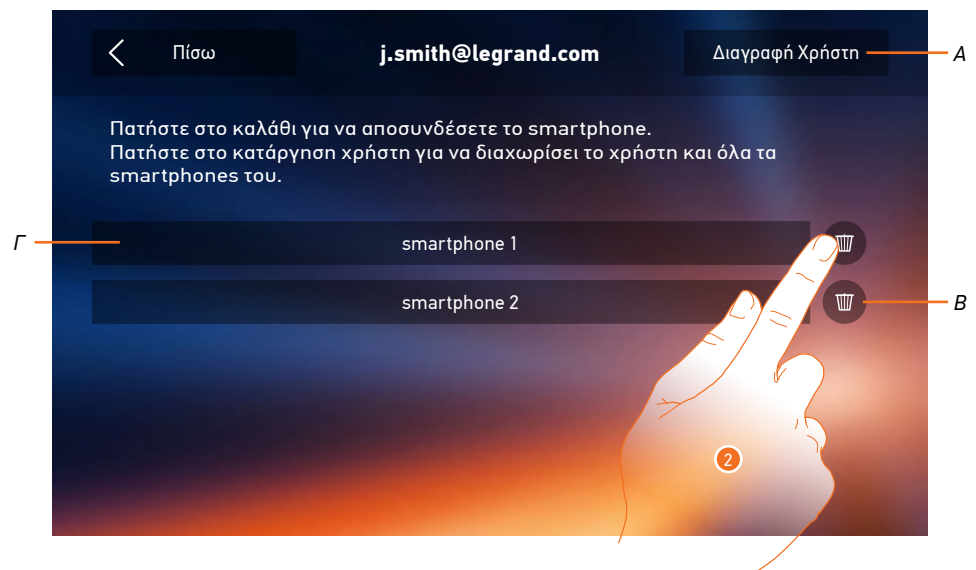 Πίσω
j.smith@legrand.com
Διαγραφή Χρήστη
A
Πατήστε στο καλάθι για να αποσυνδέσετε το smartphone.
Πατήστε στο κατάργηση χρήστη για να διαχωρίσει το χρήστη και όλα τα
smartphones του.
Γ
smartphone 1
smartphone 2
B
2